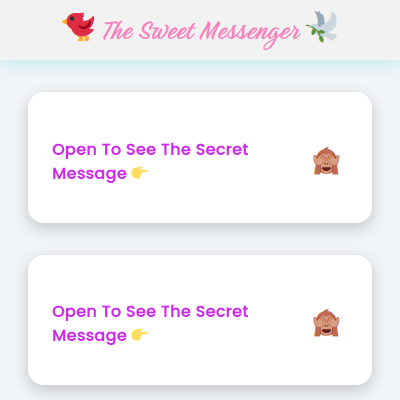 The Sweet Messenger
Open To See The Secret
Message
Open To See The Secret
Message